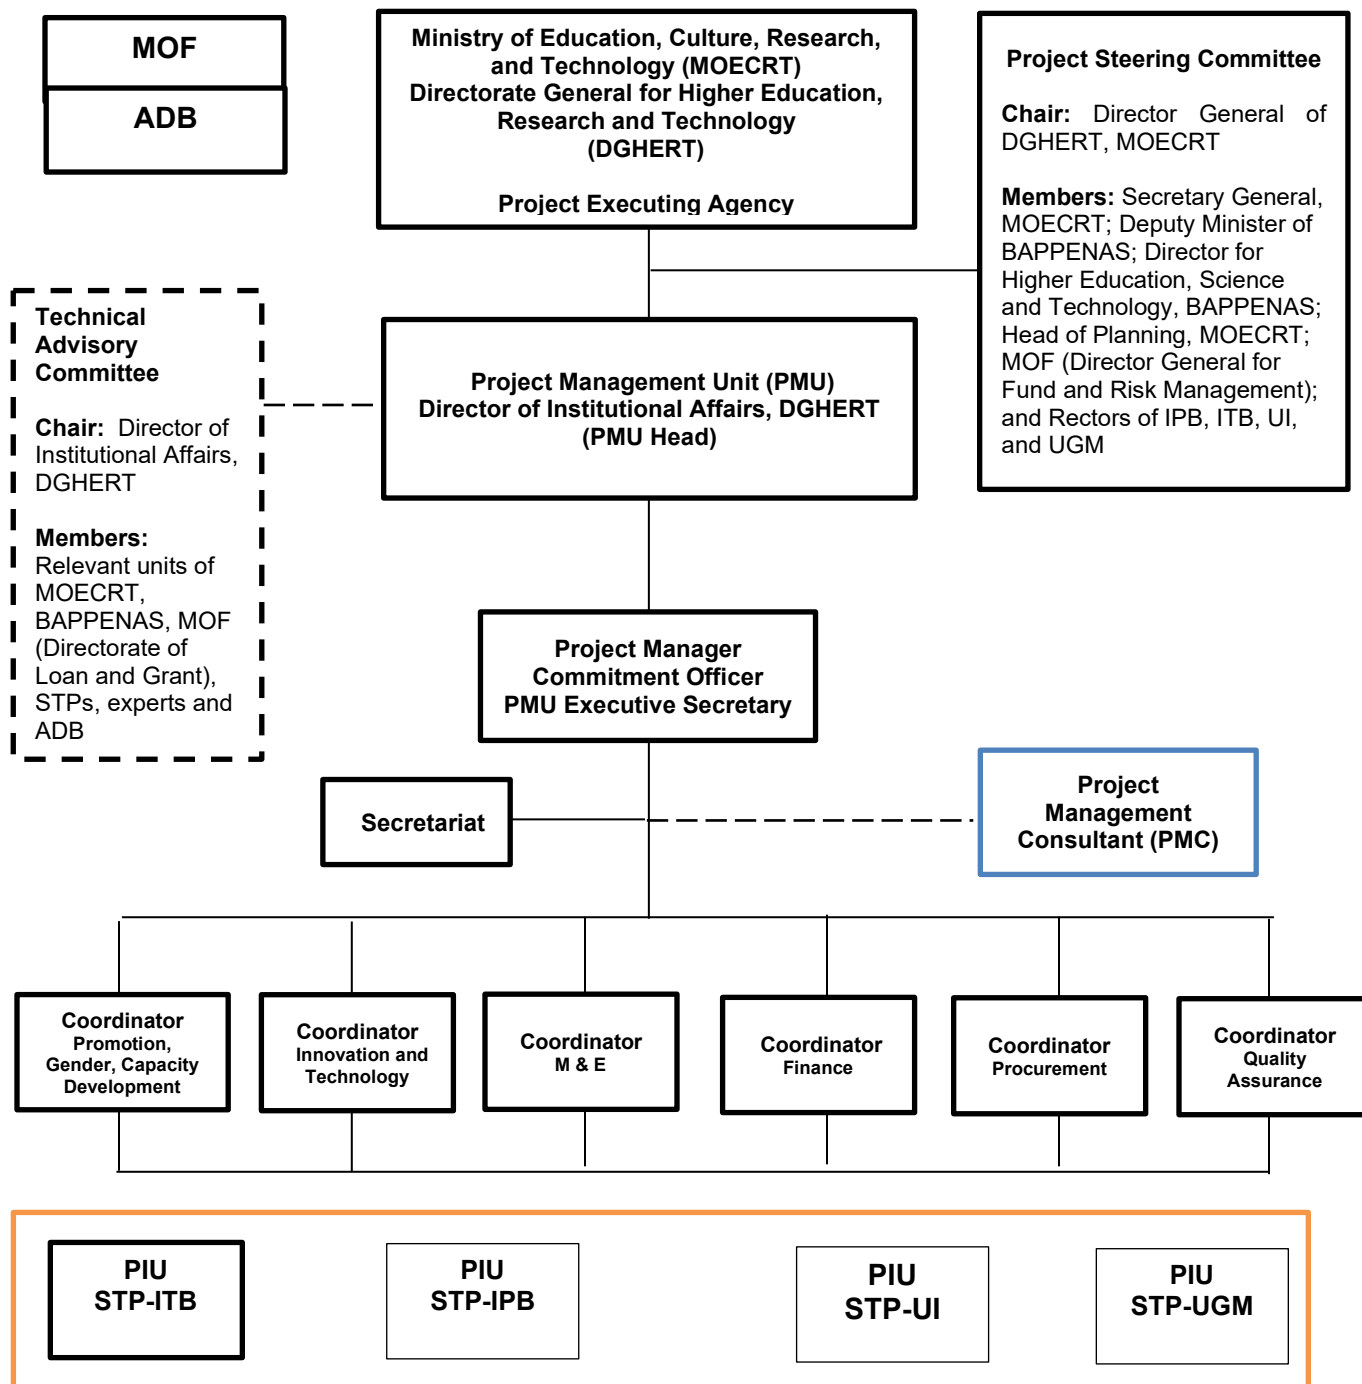 MOF
ADB
Ministry of Education, Culture, Research,
and Technology (MOECRT)
Directorate General for Higher Education,
Research and Technology
(DGHERT)
Project Executing Agency
Project Steering Committee
Chair: Director General of
DGHERT, MOECRT
Members: Secretary General,
MOECRT; Deputy Minister of
BAPPENAS; Director for
Higher Education, Science
and Technology, BAPPENAS;
Head of Planning, MOECRT;
MOF (Director General for
Fund and Risk Management);
and Rectors of IPB, ITB, UI,
and UGM
Technical
Advisory
Committee
Chair: Director of
Institutional Affairs,
DGHERT
Members:
Relevant units of
MOECRT,
BAPPENAS, MOF
(Directorate of
Loan and Grant),
STPs, experts and
ADB
Project Management Unit (PMU)
Director of Institutional Affairs, DGHERT
(PMU Head)
Project Manager
Commitment Officer
PMU Executive Secretary
Secretariat
Project
Management
Consultant (PMC)
Coordinator
Promotion,
Gender, Capacity
Development
Coordinator
Innovation and
Technology
Coordinator
M & E
Coordinator
Finance
Coordinator
Procurement
Coordinator
Quality
Assurance
PIU
STP-ITB
PIU
STP-IPB
PIU
STP-UI
PIU
STP-UGM